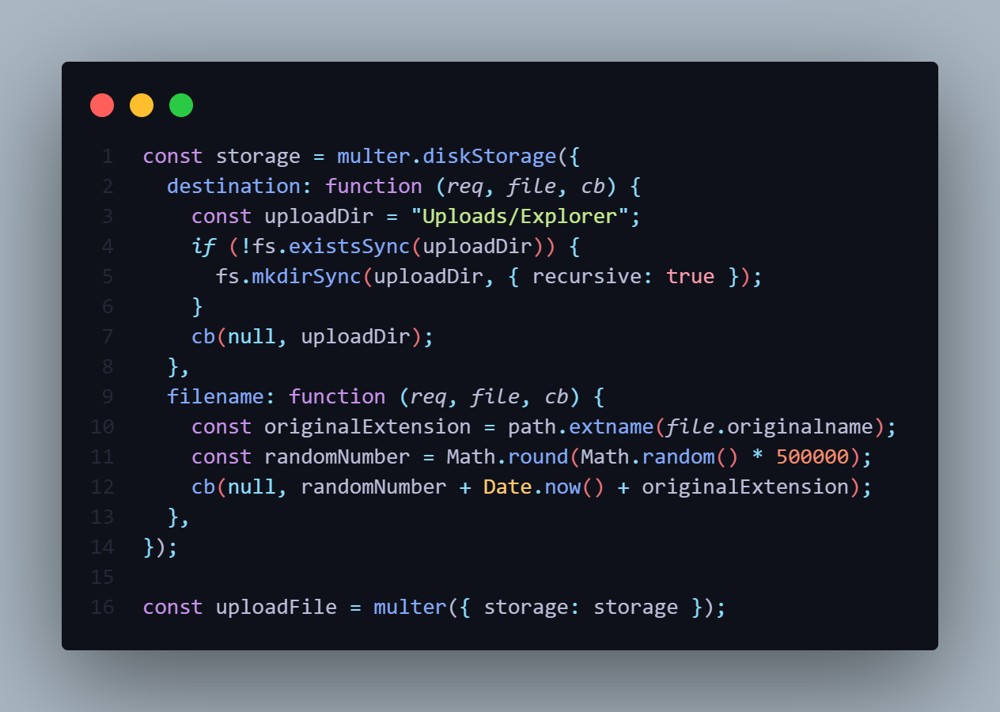 1 const storage = multer.diskStorage({
2   destination: function (req, file, cb) {
3     const uploadDir = "Uploads/Explorer";
4     if (!fs.existsSync(uploadDir)) {
5       fs.mkdirSync(uploadDir, { recursive: true });
6     }
7     cb(null, uploadDir);
8   },
9   filename: function (req, file, cb) {
10     const originalExtension = path.extname(file.originalname);
11     const randomNumber = Math.round(Math.random() * 500000);
12     cb(null, randomNumber + Date.now() + originalExtension);
13   },
14 });
15
16 const uploadFile = multer({ storage: storage });